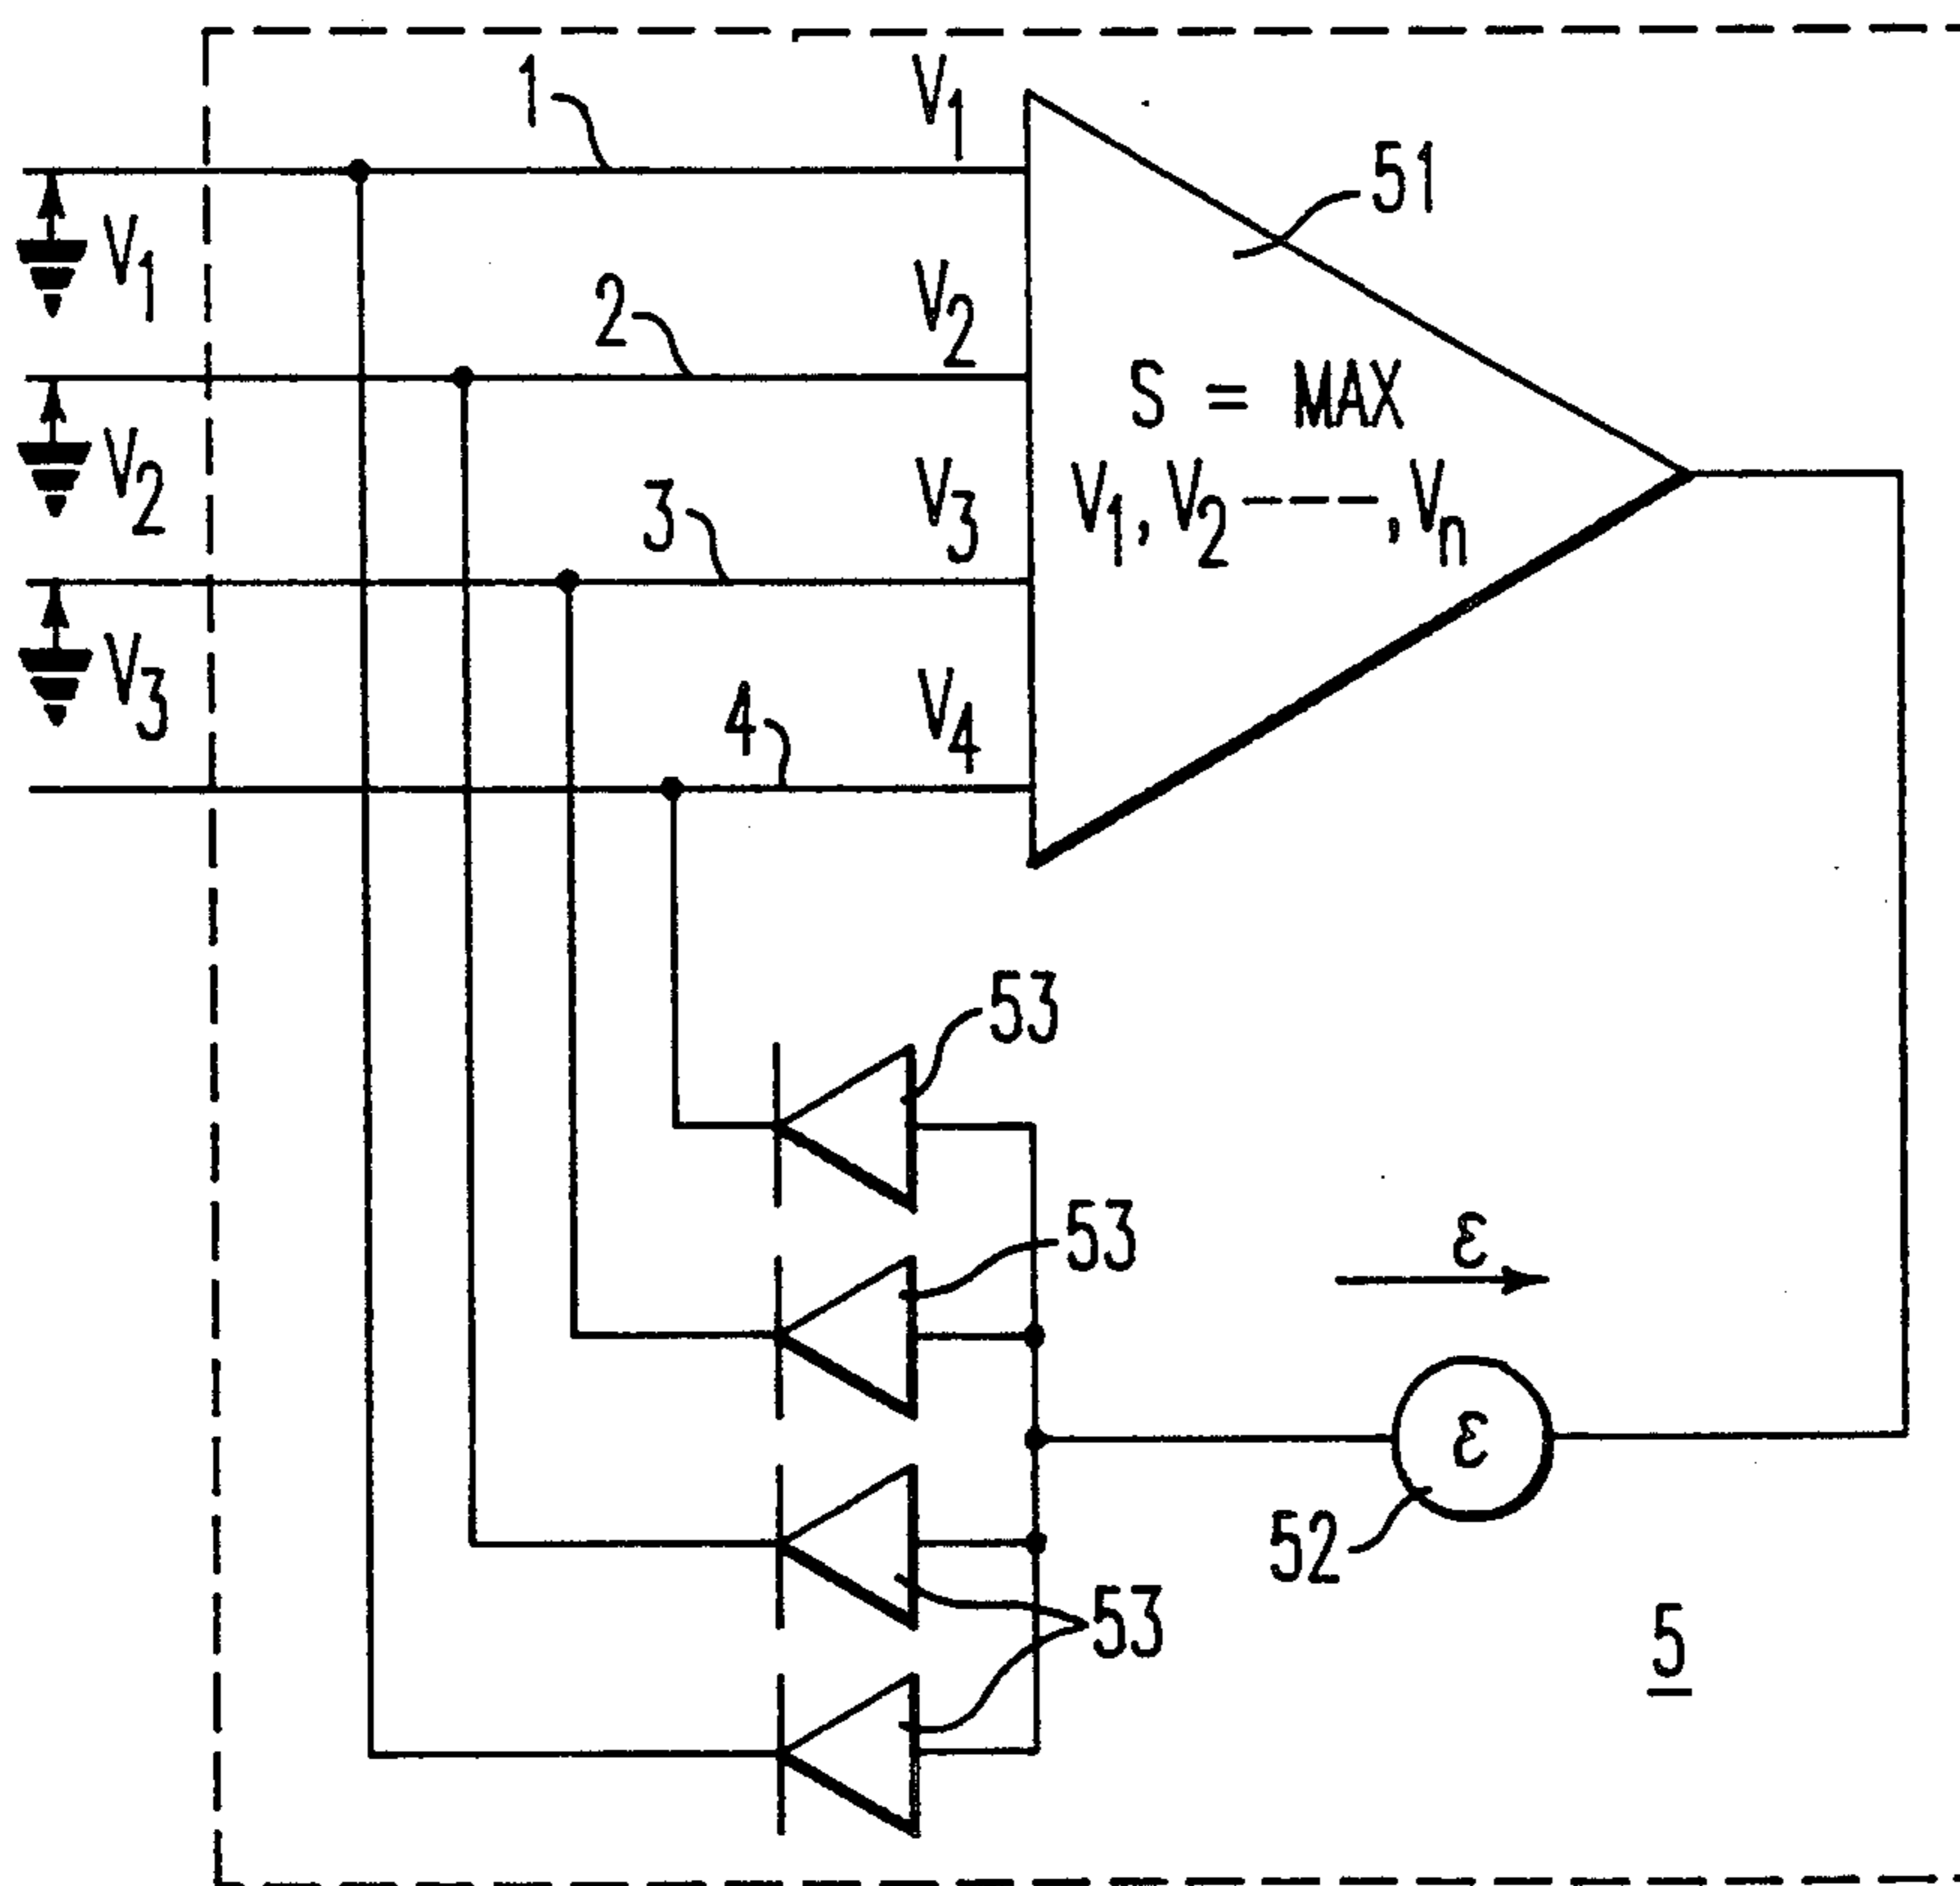 1
V1
51
V1
2
V2
S = MAX
V2
3
V3
V1, V2----, Vn
V3
4
V4
53
53
ε
ε
52
53
5